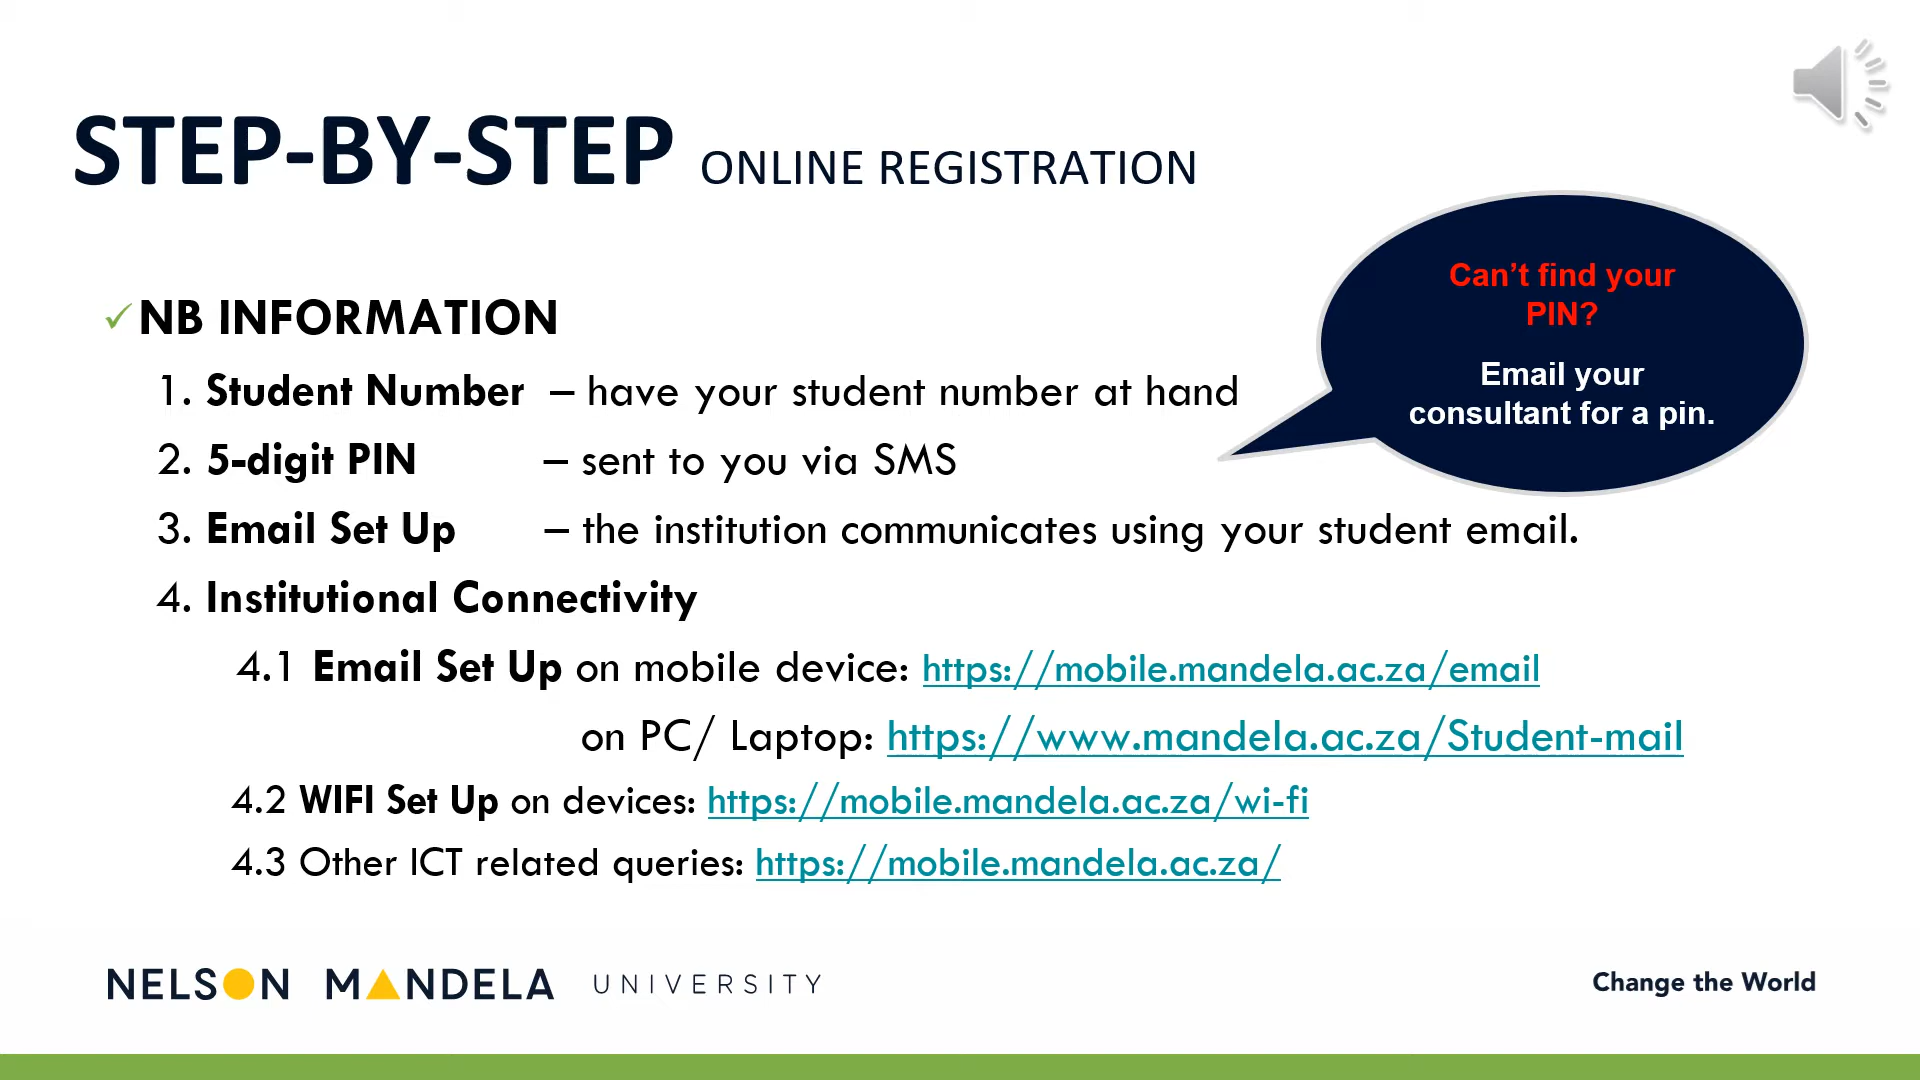 STEP-BY-STEP ONLINE REGISTRATION
Can’t find your
PIN?
Email your
consultant for a pin.
✓ NB INFORMATION
1. Student Number – have your student number at hand
2. 5-digit PIN – sent to you via SMS
3. Email Set Up – the institution communicates using your student email.
4. Institutional Connectivity
4.1 Email Set Up on mobile device: https://mobile.mandela.ac.za/email
on PC/ Laptop: https://www.mandela.ac.za/Student-mail
4.2 WIFI Set Up on devices: https://mobile.mandela.ac.za/wi-fi
4.3 Other ICT related queries: https://mobile.mandela.ac.za/
NELSON MANDELA UNIVERSITY
Change the World